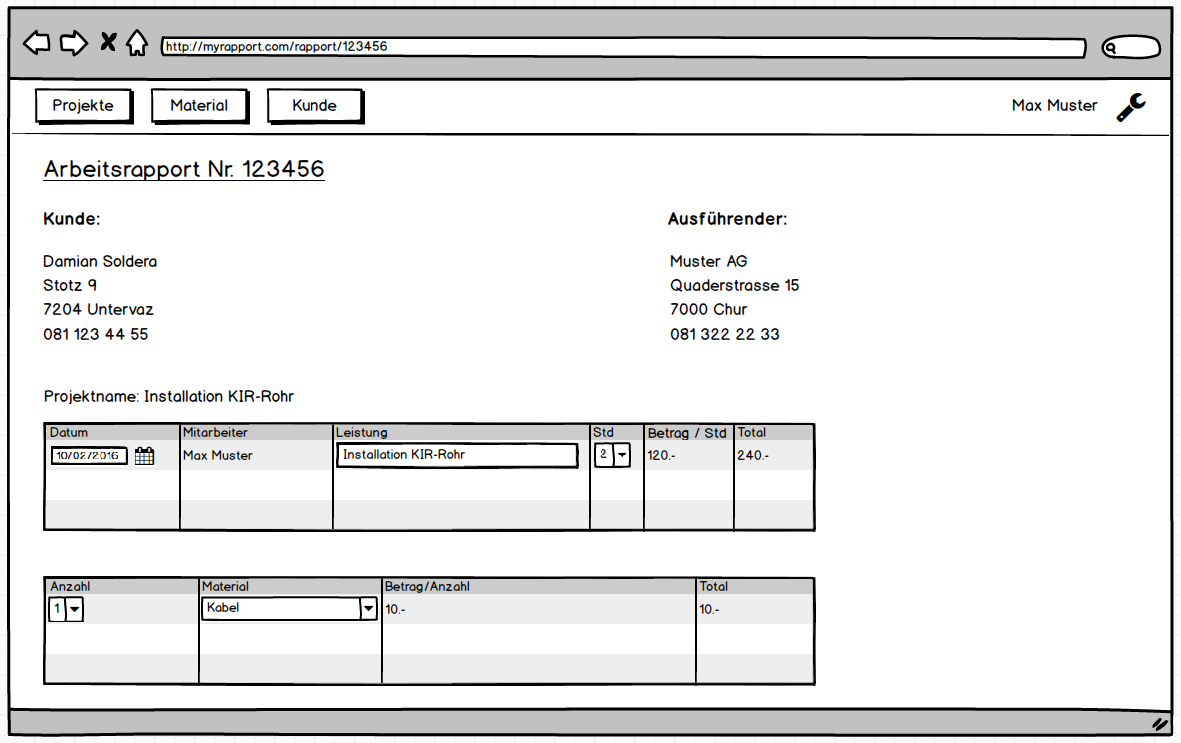 http://myrapport.com/rapport/123456
Projekte Material Kunde Max Muster
Arbeitsrapport Nr. 123456
Kunde: Ausführender:
Damian Soldera Muster AG
Stotz 9 Quaderstrasse 15
7204 Untervaz 7000 Chur
081 123 44 55 081 322 22 33
Projektname: Installation KIR-Rohr
Datum Mitarbeiter Leistung Std Betrag / Std Total
10/02/2016 Max Muster Installation KIR-Rohr 2 120.- 240.-
Anzahl Material Betrag/Anzahl Total
1 Kabel 10.- 10.-